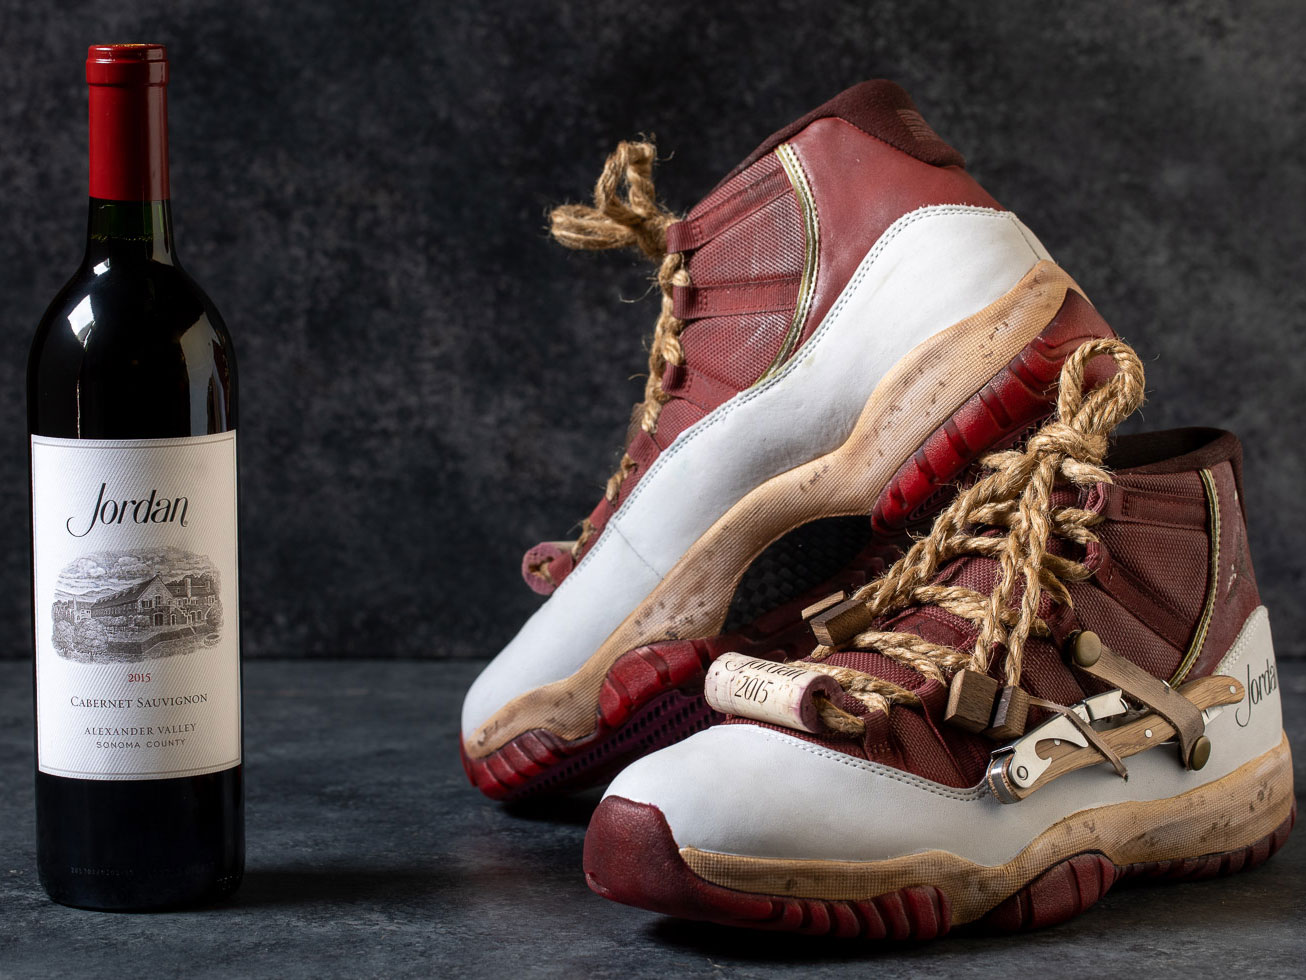 Jordan
2015
CABERNET SAUVIGNON
ALEXANDER VALLEY
SONOMA COUNTY
Jordan
2015
Jordan